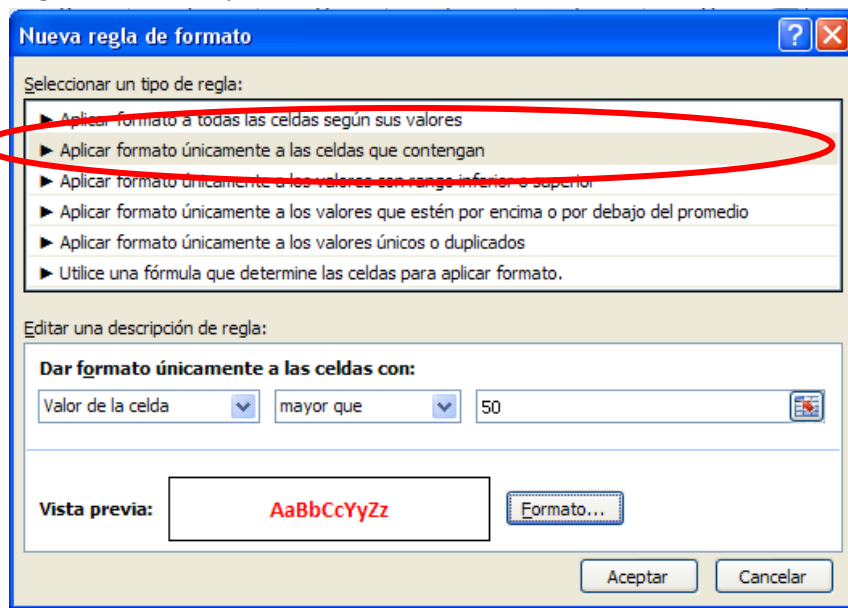 Nueva regla de formato
Seleccionar un tipo de regla:
► Aplicar formato a todas las celdas según sus valores
► Aplicar formato únicamente a las celdas que contengan
► Aplicar formato únicamente a los valores con rango inferior o superior
► Aplicar formato únicamente a los valores que estén por encima o por debajo del promedio
► Aplicar formato únicamente a los valores únicos o duplicados
► Utilice una fórmula que determine las celdas para aplicar formato.
Editar una descripción de regla:
Dar formato únicamente a las celdas con:
Valor de la celda mayor que 50
Vista previa: AaBbCcYyZz Formato...
Aceptar Cancelar